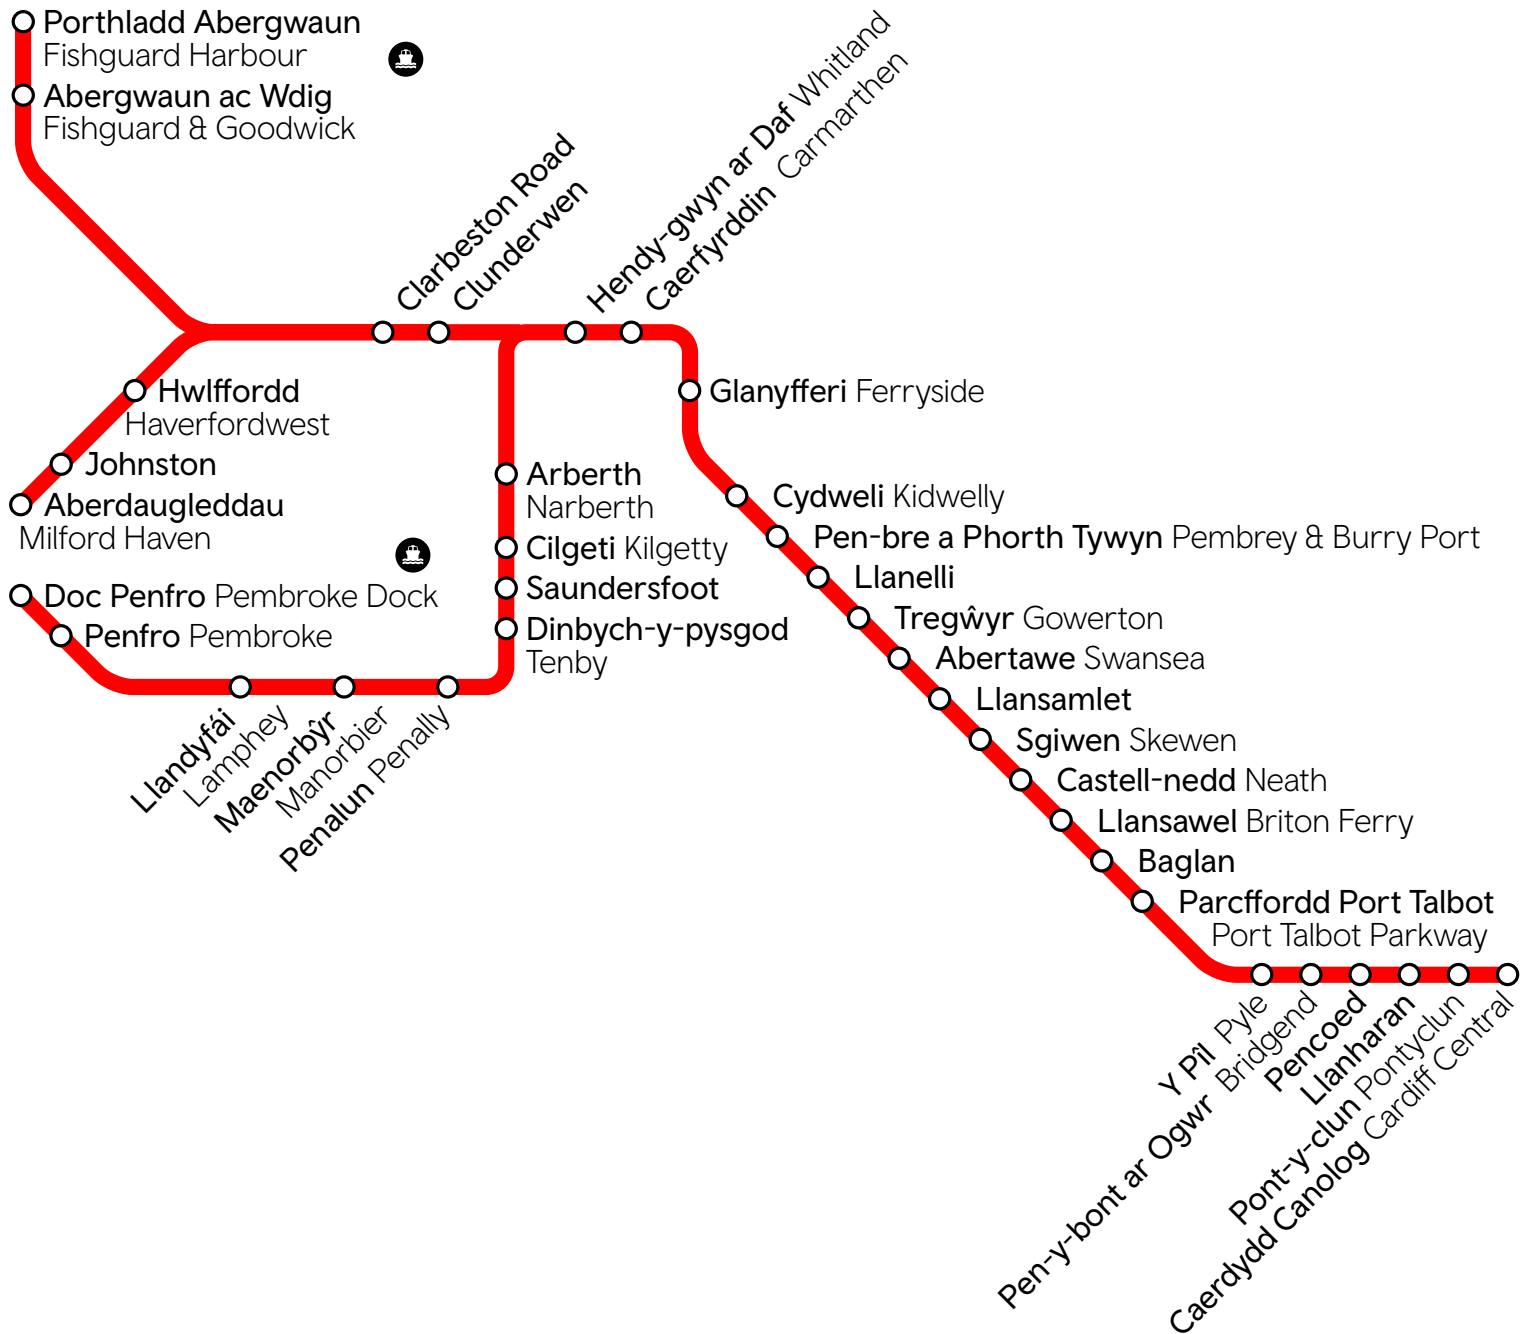 Porthladd Abergwaun
Fishguard Harbour
Abergwaun ac Wdig
Fishguard & Goodwick
Clarbeston Road
Clunderwen
Hendy-gwyn ar Daf Whitland
Caerfyrddin Carmarthen
Hwlffordd
Haverfordwest
Johnston
Aberdaugleddau
Milford Haven
Doc Penfro Pembroke Dock
Penfro Pembroke
Llandyfái
Lamphey
Maenorbŷr
Manorbier
Penalun Penally
Arberth
Narberth
Cilgeti Kilgetty
Saundersfoot
Dinbych-y-pysgod
Tenby
Glanyfferi Ferryside
Cydweli Kidwelly
Pen-bre a Phorth Tywyn Pembrey & Burry Port
Llanelli
Tregŵyr Gowerton
Abertawe Swansea
Llansamlet
Sgiwen Skewen
Castell-nedd Neath
Llansawel Briton Ferry
Baglan
Parcffordd Port Talbot
Port Talbot Parkway
Y Pîl Pyle
Pen-y-bont ar Ogwr Bridgend
Pencoed
Llanharan
Pont-y-clun Pontyclun
Caerdydd Canolog Cardiff Central